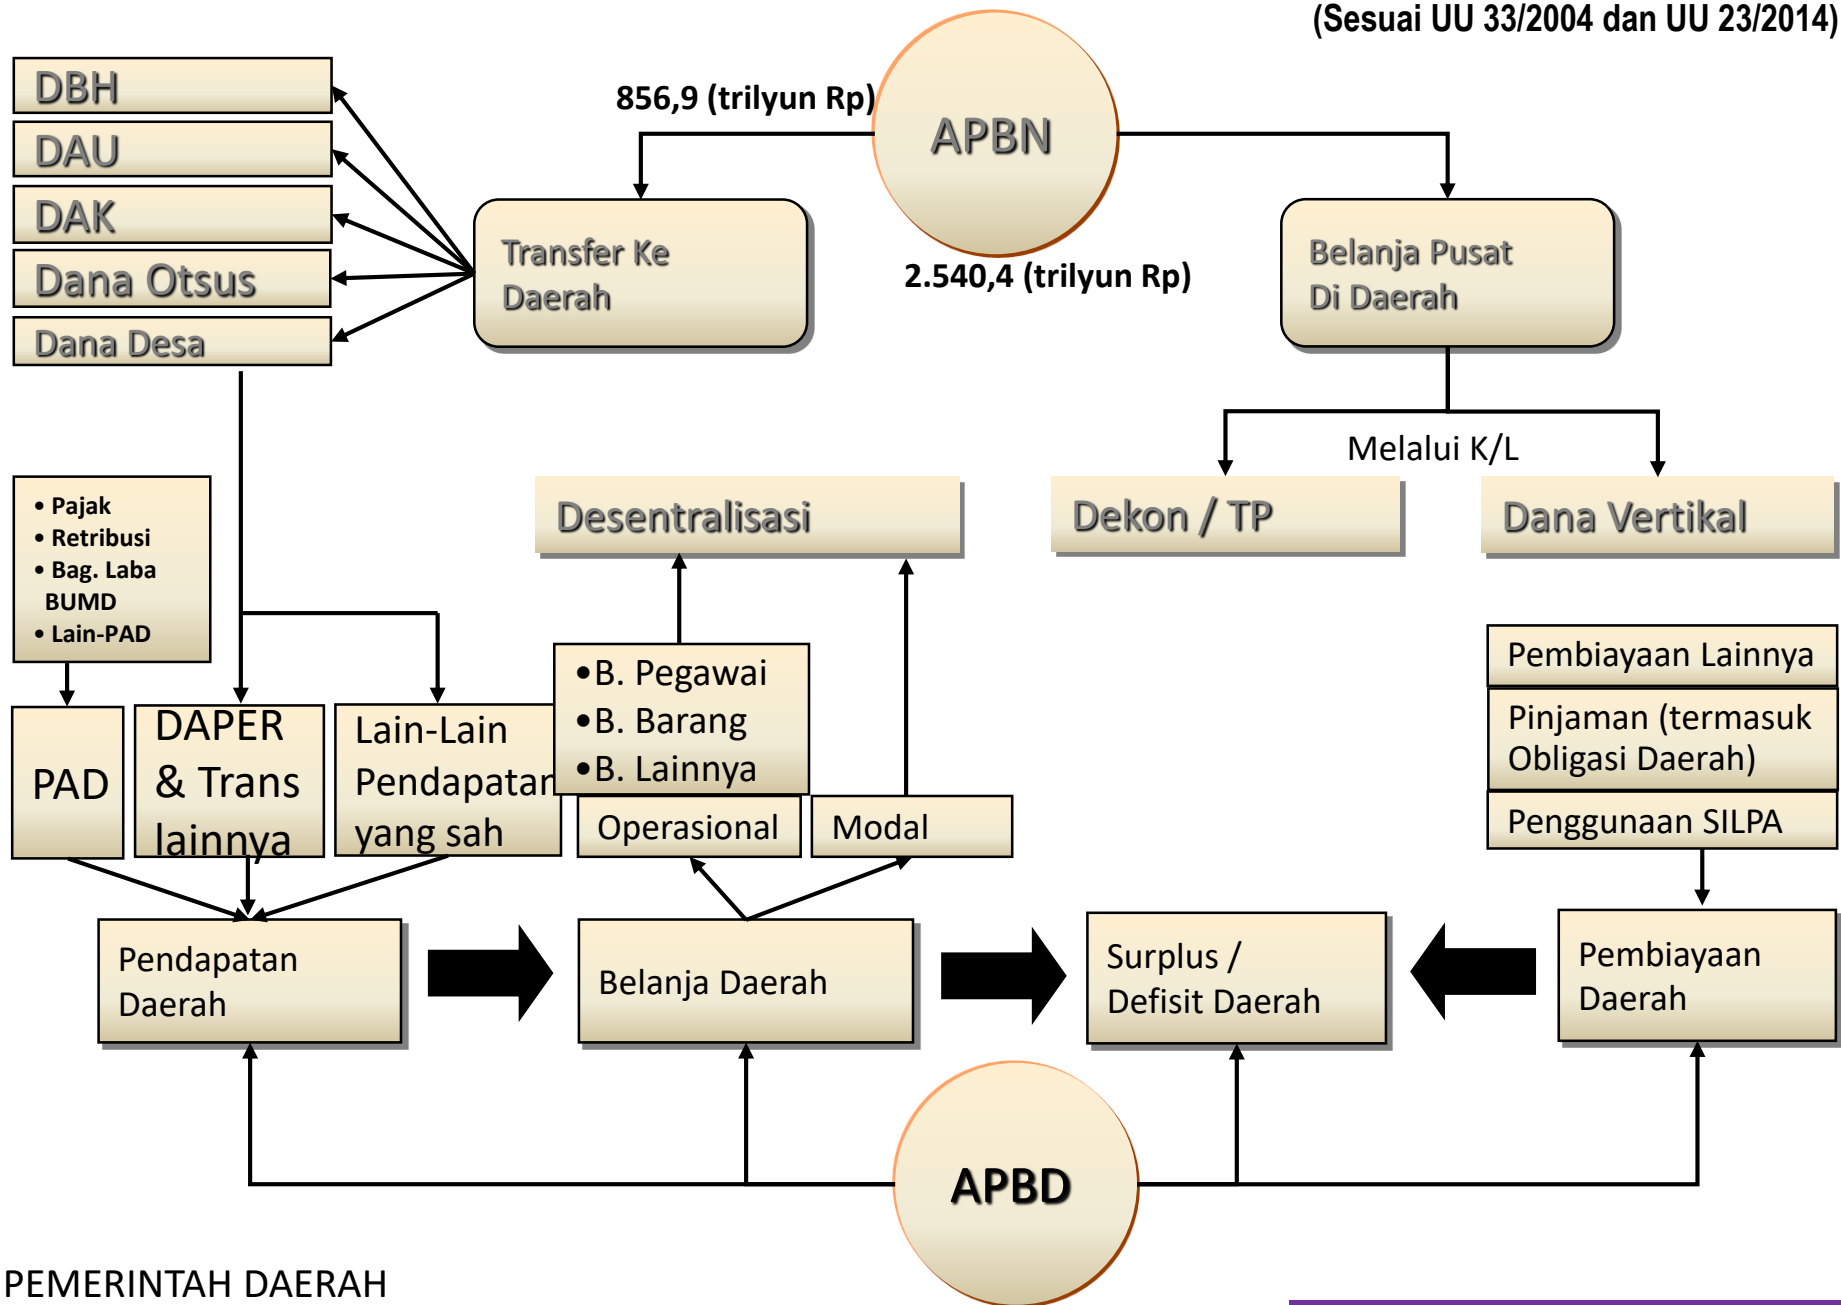 (Sesuai UU 33/2004 dan UU 23/2014)
DBH
DAU
DAK
Dana Otsus
Dana Desa
856,9 (trilyun Rp)
APBN
2.540,4 (trilyun Rp)
Transfer Ke
Daerah
Belanja Pusat
Di Daerah
Melalui K/L
• Pajak
• Retribusi
• Bag. Laba
BUMD
• Lain-PAD
Desentralisasi
Dekon / TP
Dana Vertikal
PAD
DAPER
& Trans
lainnya
Lain-Lain
Pendapatan
yang sah
•B. Pegawai
•B. Barang
•B. Lainnya
Operasional
Modal
Pembiayaan Lainnya
Pinjaman (termasuk
Obligasi Daerah)
Penggunaan SILPA
Pendapatan
Daerah
Belanja Daerah
Surplus /
Defisit Daerah
Pembiayaan
Daerah
APBD
PEMERINTAH DAERAH